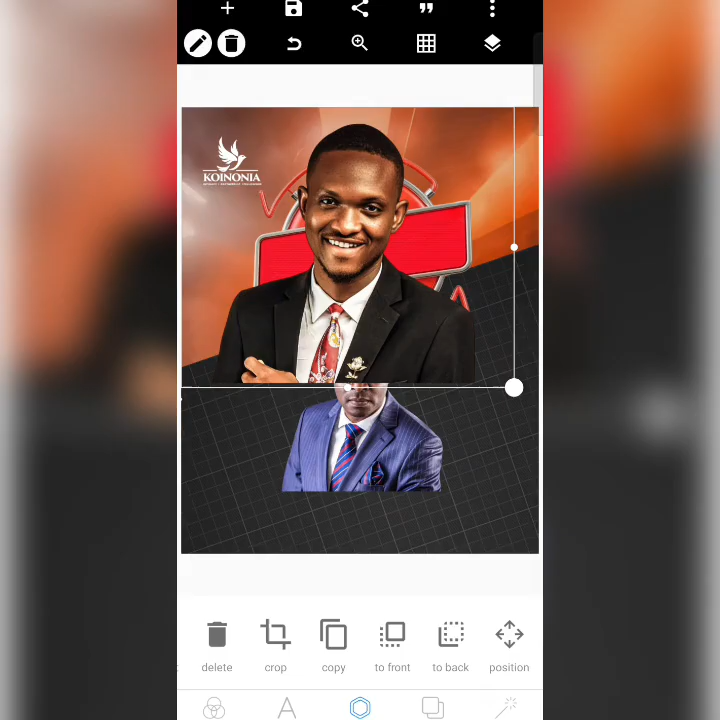 KOINONIA
delete
crop
copy
to front
to back
position